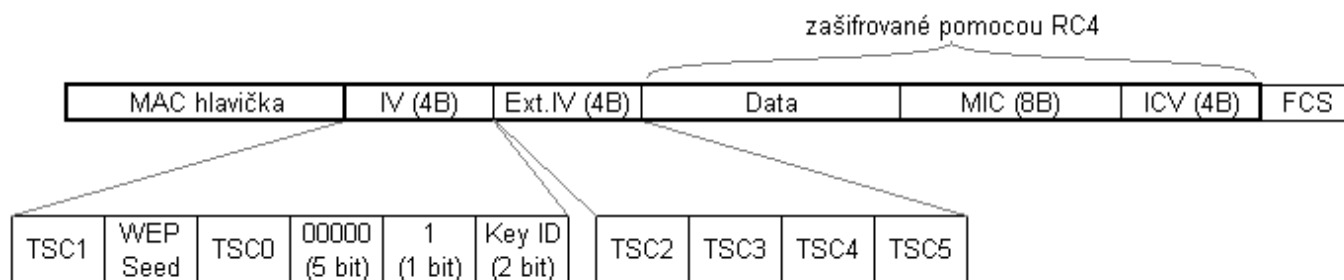 zašifrované pomocou RC4
MAC hlavička IV (4B) Ext.IV (4B) Data MIC (8B) ICV (4B) FCS
TSC1 WEP Seed TSC0 00000 (5 bit) 1 (1 bit) Key ID (2 bit) TSC2 TSC3 TSC4 TSC5